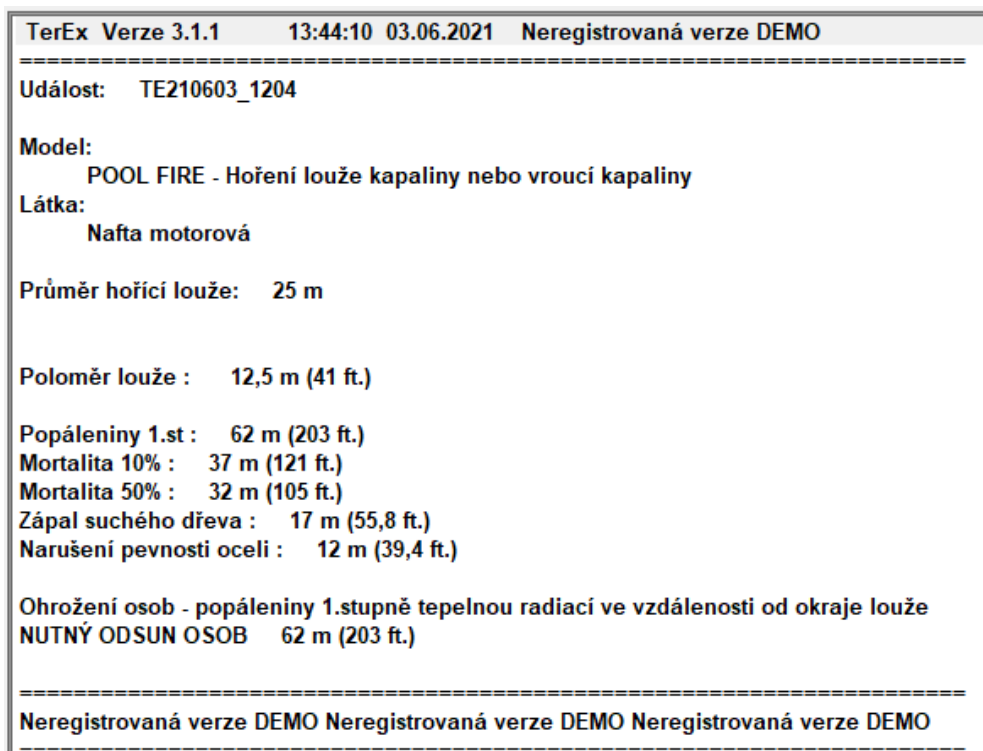 TerEx Verze 3.1.1 13:44:10 03.06.2021 Neregistrovaná verze DEMO
======================================================================
Událost: TE210603_1204
Model:
POOL FIRE - Hoření louže kapaliny nebo vroucí kapaliny
Látka:
Nafta motorová
Průměr hořící louže: 25 m
Poloměr louže : 12,5 m (41 ft.)
Popáleniny 1.st : 62 m (203 ft.)
Mortalita 10% : 37 m (121 ft.)
Mortalita 50% : 32 m (105 ft.)
Zápal suchého dřeva : 17 m (55,8 ft.)
Narušení pevnosti oceli : 12 m (39,4 ft.)
Ohrožení osob - popáleniny 1.stupně tepelnou radiací ve vzdálenosti od okraje louže
NUTNÝ ODSUN OSOB 62 m (203 ft.)
======================================================================
Neregistrovaná verze DEMO Neregistrovaná verze DEMO Neregistrovaná verze DEMO
======================================================================